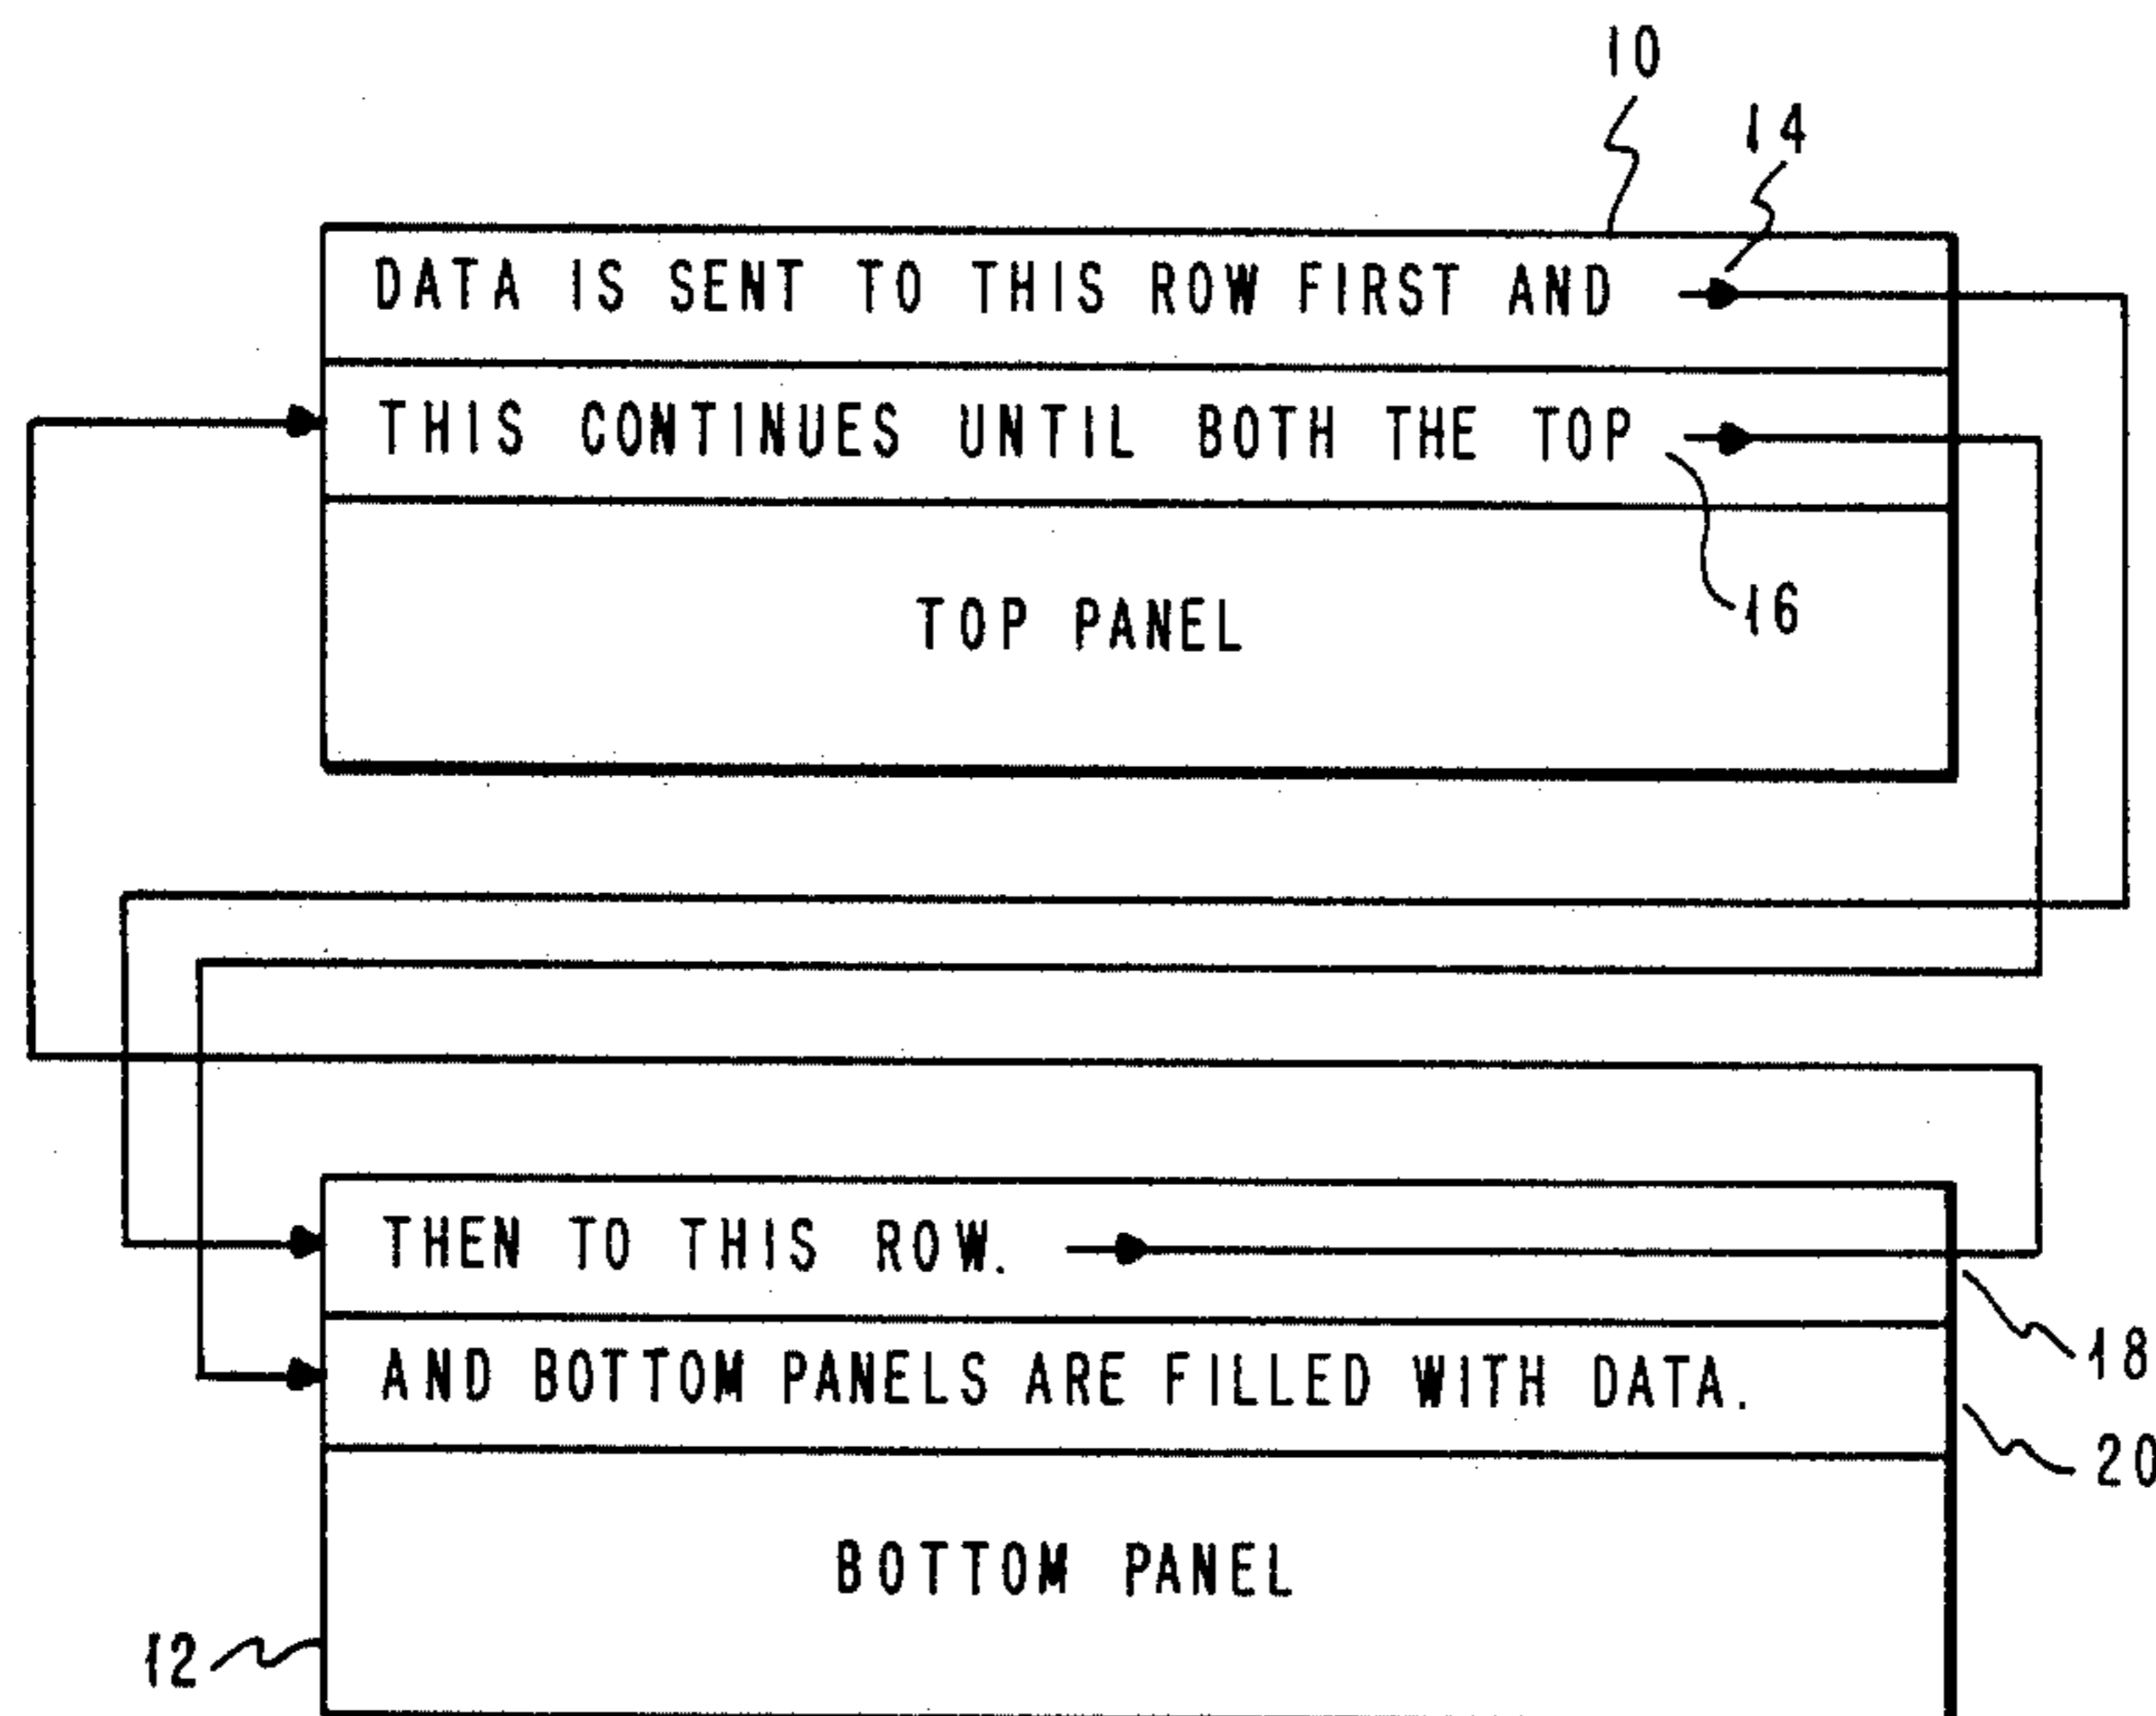 10
14
DATA IS SENT TO THIS ROW FIRST AND
THIS CONTINUES UNTIL BOTH THE TOP
16
TOP PANEL
THEN TO THIS ROW.
18
AND BOTTOM PANELS ARE FILLED WITH DATA.
20
BOTTOM PANEL
12